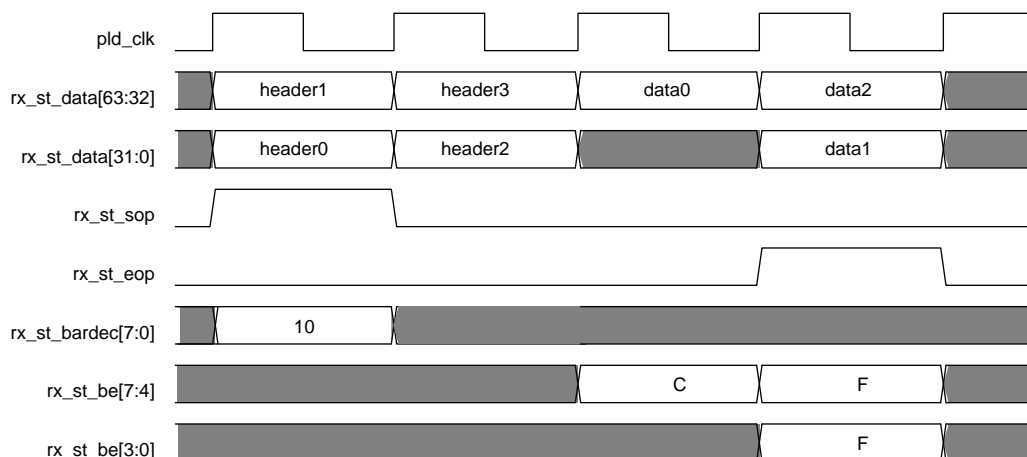 pld_clk
rx_st_data[63:32] header1 header3 data0 data2
rx_st_data[31:0] header0 header2 data1
rx_st_sop
rx_st_eop
rx_st_bardec[7:0] 10
rx_st_be[7:4] C F
rx_st_be[3:0] F